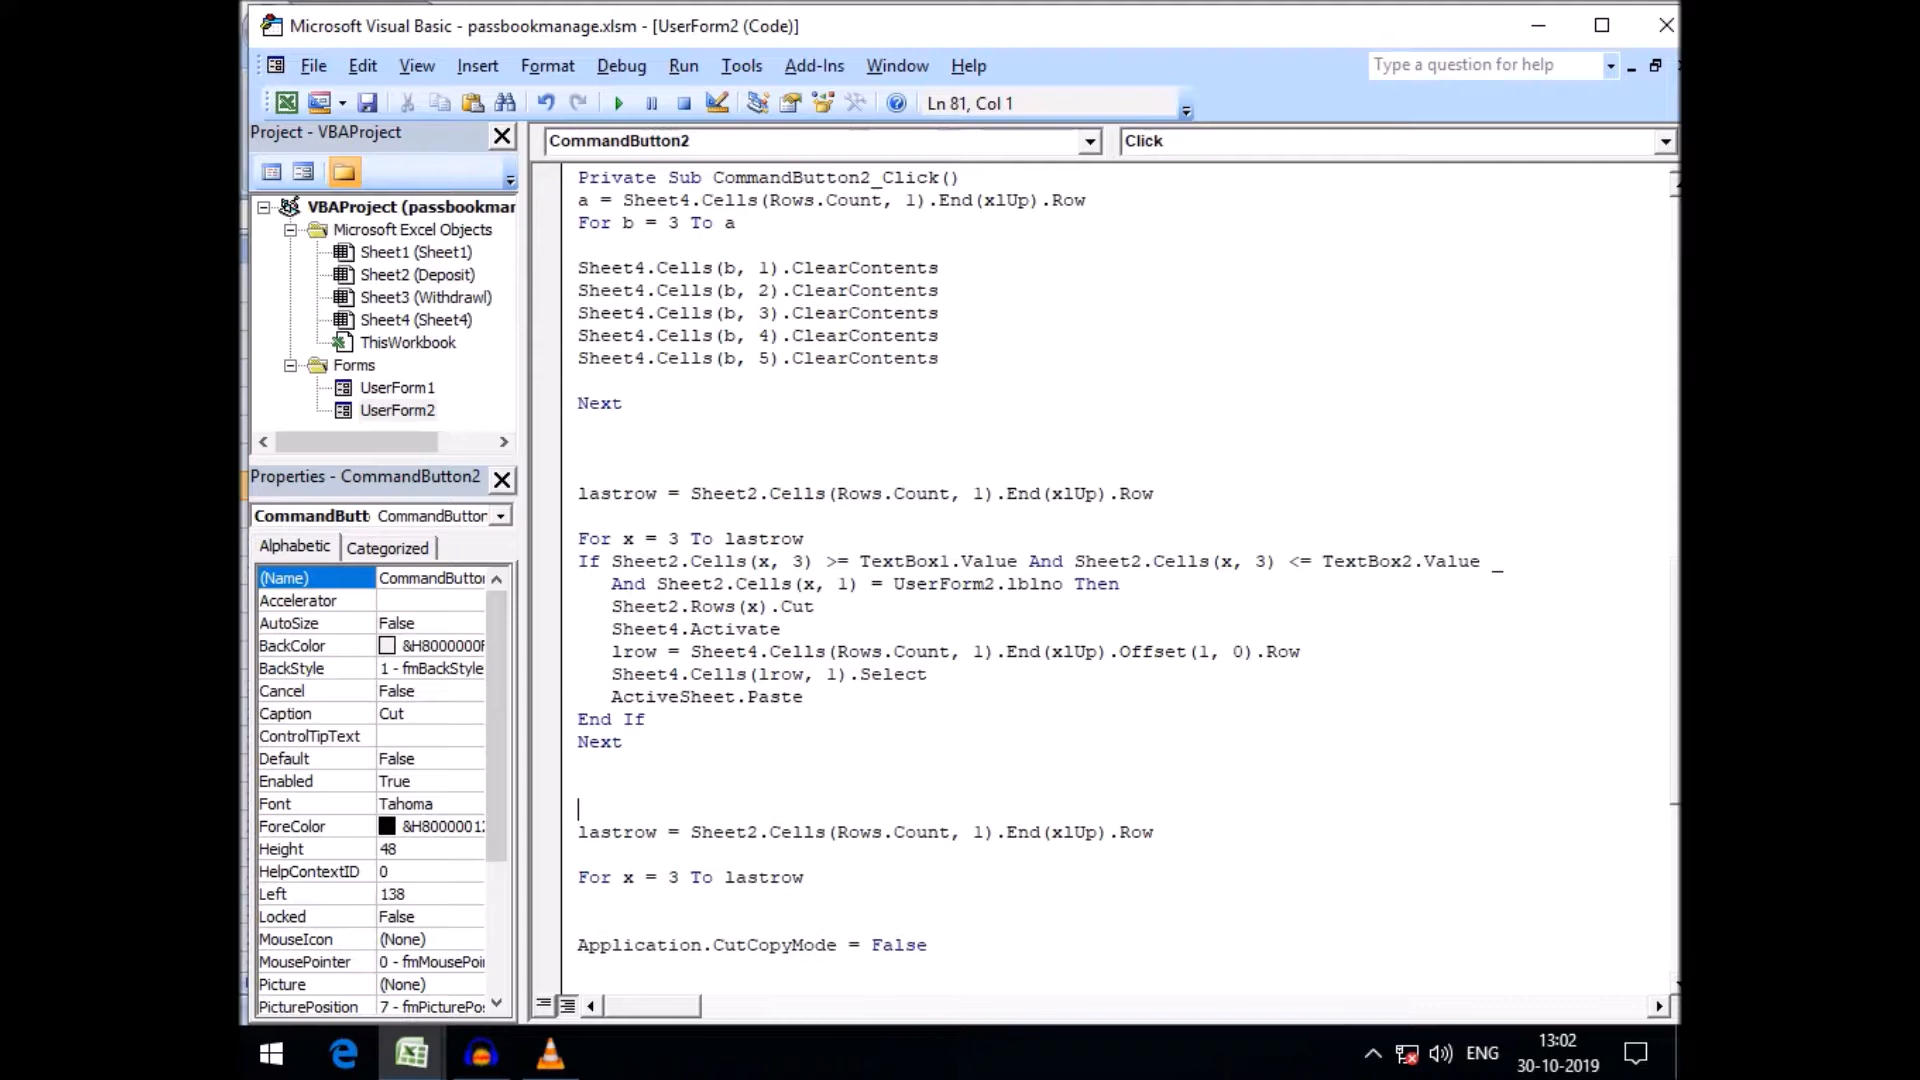 Microsoft Visual Basic - passbookmanage.xlsm - [UserForm2 (Code)]
File Edit View Insert Format Debug Run Tools Add-Ins Window Help
Type a question for help
Ln 81, Col 1
Project - VBAProject
CommandButton2
Click
VBAProject (passbookmar
Microsoft Excel Objects
Sheet1 (Sheet1)
Sheet2 (Deposit)
Sheet3 (Withdrawl)
Sheet4 (Sheet4)
ThisWorkbook
Forms
UserForm1
UserForm2
Properties - CommandButton2
CommandButt CommandButton
Alphabetic Categorized
(Name) CommandButto
Accelerator
AutoSize False
BackColor &H8000000F
BackStyle 1 - fmBackStyle
Cancel False
Caption Cut
ControlTipText
Default False
Enabled True
Font Tahoma
ForeColor &H8000001
Height 48
HelpContextID 0
Left 138
Locked False
MouseIcon (None)
MousePointer 0 - fmMousePoi
Picture (None)
PicturePosition 7 - fmPicturePos
Private Sub CommandButton2_Click()
a = Sheet4.Cells(Rows.Count, 1).End(xlUp).Row
For b = 3 To a
Sheet4.Cells(b, 1).ClearContents
Sheet4.Cells(b, 2).ClearContents
Sheet4.Cells(b, 3).ClearContents
Sheet4.Cells(b, 4).ClearContents
Sheet4.Cells(b, 5).ClearContents
Next
lastrow = Sheet2.Cells(Rows.Count, 1).End(xlUp).Row
For x = 3 To lastrow
If Sheet2.Cells(x, 3) >= TextBox1.Value And Sheet2.Cells(x, 3) <= TextBox2.Value _
And Sheet2.Cells(x, 1) = UserForm2.lblno Then
Sheet2.Rows(x).Cut
Sheet4.Activate
lrow = Sheet4.Cells(Rows.Count, 1).End(xlUp).Offset(1, 0).Row
Sheet4.Cells(lrow, 1).Select
ActiveSheet.Paste
End If
Next
lastrow = Sheet2.Cells(Rows.Count, 1).End(xlUp).Row
For x = 3 To lastrow
Application.CutCopyMode = False
ENG
13:02
30-10-2019